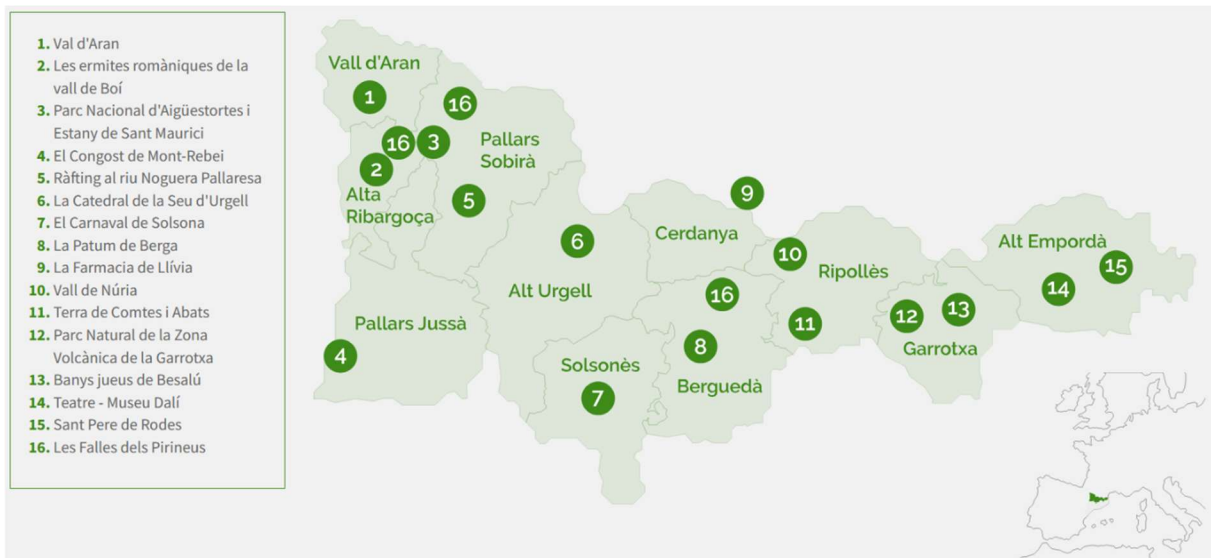 1. Val d'Aran
2. Les ermites romàniques de la
vall de Boí
3. Parc Nacional d'Aigüestortes i
Estany de Sant Maurici
4. El Congost de Mont-Rebei
5. Ràfting al riu Noguera Pallaresa
6. La Catedral de la Seu d'Urgell
7. El Carnaval de Solsona
8. La Patum de Berga
9. La Farmacia de Llívia
10. Vall de Núria
11. Terra de Comtes i Abats
12. Parc Natural de la Zona
Volcànica de la Garrotxa
13. Banys jueus de Besalú
14. Teatre - Museu Dalí
15. Sant Pere de Rodes
16. Les Falles dels Pirineus
Vall d'Aran
1
16
16
3
Pallars
Sobirà
2
Alta
Ribargoça
5
9
6
Cerdanya
10
Ripollès
Alt Empordà
15
14
Alt Urgell
16
12
13
Pallars Jussà
11
Garrotxa
4
8
Solsonès
Berguedà
7